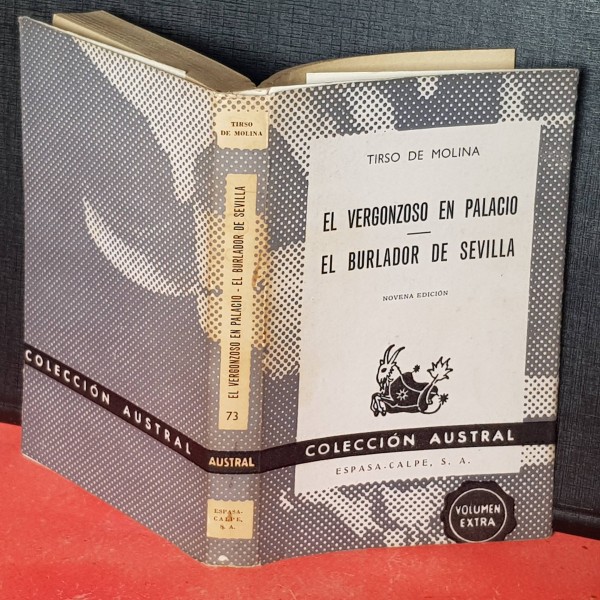 TIRSO DE MOLINA
EL VERGONZOSO EN PALACIO
EL BURLADOR DE SEVILLA
NOVENA EDICIÓN
COLECCIÓN AUSTRAL
ESPASA-CALPE, S. A.
VOLUMEN
EXTRA
TIRSO
DE MOLINA
EL VERGONZOSO EN PALACIO - EL BURLADOR DE SEVILLA
73
AUSTRAL
ESPASA-
CALPE,
S. A.
COLECCIÓN AUSTRAL